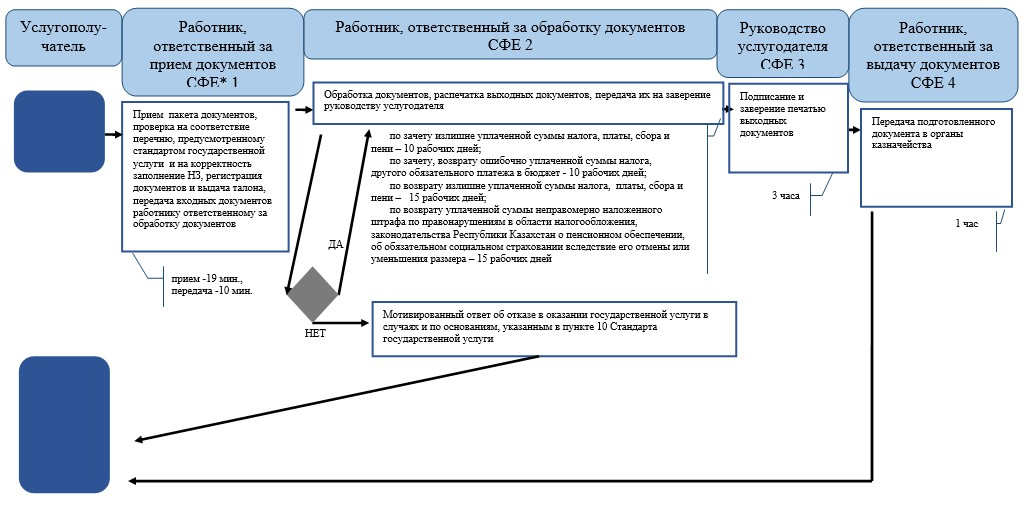 Услугополу-
чатель
Работник,
ответственный за
прием документов
СФЕ* 1
Работник, ответственный за обработку документов
СФЕ 2
Руководство
услугодателя
СФЕ 3
Работник,
ответственный за
выдачу документов
СФЕ 4
Прием пакета документов,
проверка на соответствие
перечню, предусмотренному
стандартом государственной
услуги и на корректность
заполнение НЗ, регистрация
документов и выдача талона,
передача входных документов
работнику ответственному за
обработку документов
прием -19 мин.,
передача -10 мин.
Обработка документов, распечатка выходных документов, передача их на заверение
руководству услугодателя
по зачету излишне уплаченной суммы налога, платы, сбора и
пени – 10 рабочих дней;
по зачету, возврату ошибочно уплаченной суммы налога,
другого обязательного платежа в бюджет - 10 рабочих дней;
по возврату излишне уплаченной суммы налога, платы, сбора и
пени – 15 рабочих дней;
по возврату уплаченной суммы неправомерно наложенного
штрафа по правонарушениям в области налогообложения,
законодательства Республики Казахстан о пенсионном обеспечении,
об обязательном социальном страховании вследствие его отмены или
уменьшения размера – 15 рабочих дней
ДА
НЕТ
Мотивированный ответ об отказе в оказании государственной услуги в
случаях и по основаниям, указанным в пункте 10 Стандарта
государственной услуги
Подписание и
заверение печатью
выходных
документов
3 часа
Передача подготовленного
документа в органы
казначейства
1 час